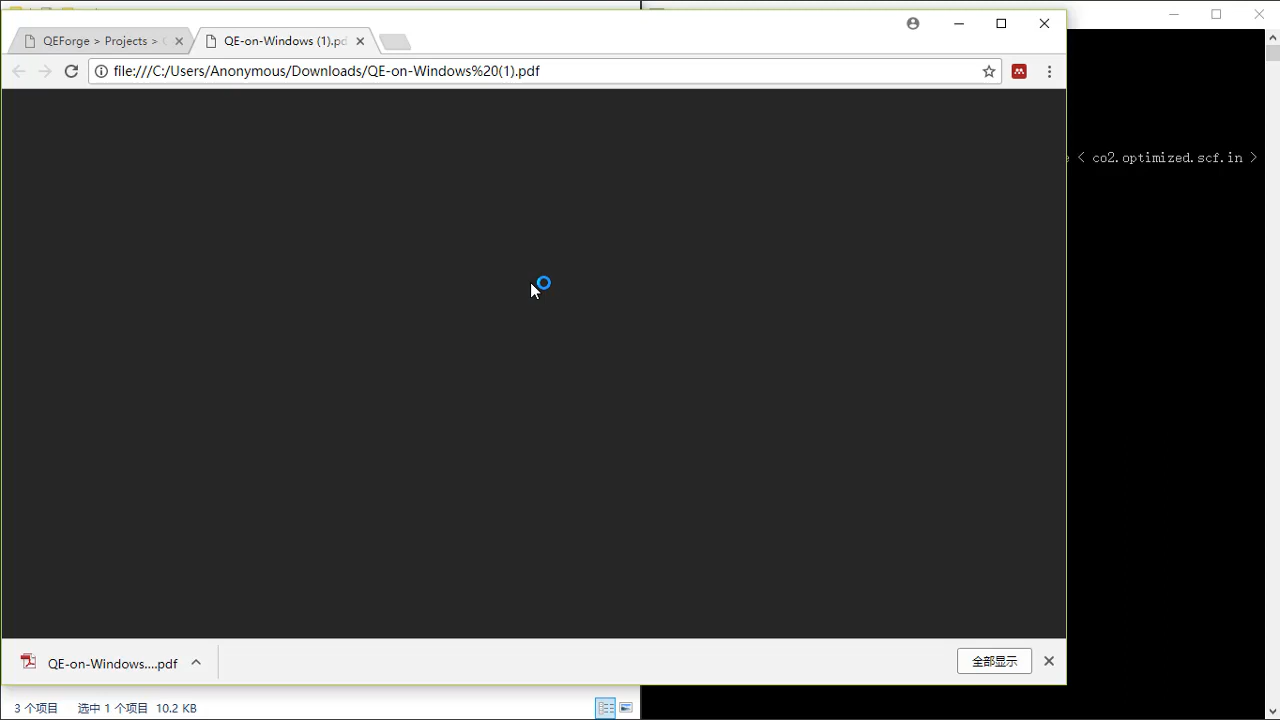 QEForge > Projects >
QE-on-Windows (1).pd
file:///C:/Users/Anonymous/Downloads/QE-on-Windows%20(1).pdf
< co2.optimized.scf.in >
QE-on-Windows....pdf
全部显示
3 个项目 选中 1 个项目 10.2 KB